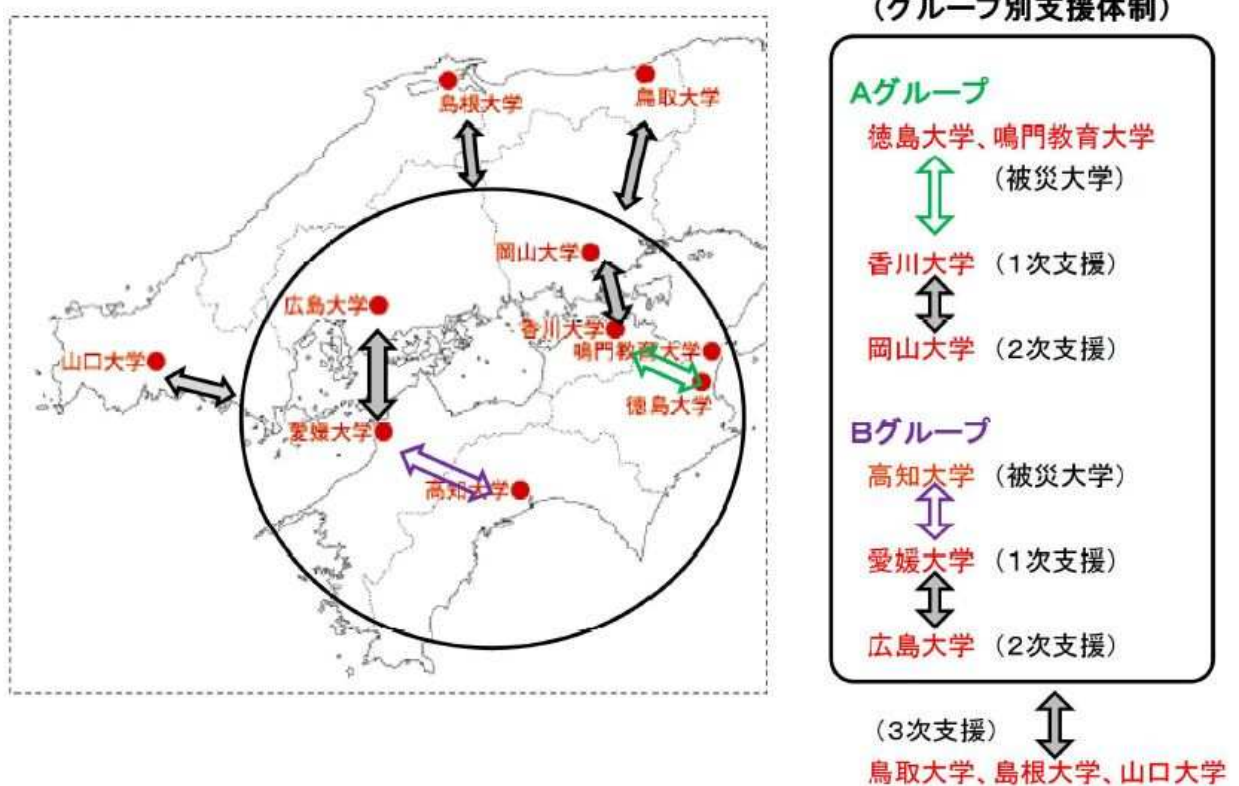 島根大学
鳥取大学
岡山大学
広島大学
香川大学
鳴門教育大学
山口大学
徳島大学
愛媛大学
高知大学
(グループ別支援体制)
Aグループ
徳島大学、鳴門教育大学
(被災大学)
香川大学 (1次支援)
岡山大学 (2次支援)
Bグループ
高知大学 (被災大学)
愛媛大学 (1次支援)
広島大学 (2次支援)
(3次支援)
鳥取大学、島根大学、山口大学